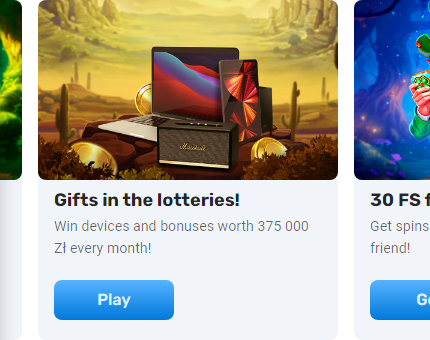 Marshall
Gifts in the lotteries!
Win devices and bonuses worth 375 000
Zł every month!
Play
30 FS
Get spins
friend!